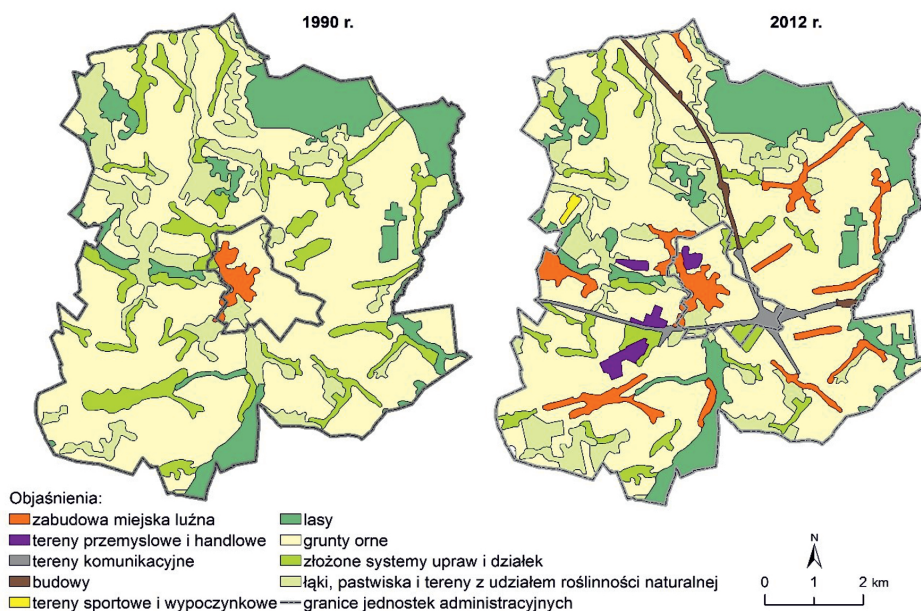 1990 r.
2012 r.
Objaśnienia:
zabudowa miejska luźna
tereny przemysłowe i handlowe
tereny komunikacyjne
budowy
tereny sportowe i wypoczynkowe
lasy
grunty orne
złożone systemy upraw i działek
łąki, pastwiska i tereny z udziałem roślinności naturalnej
granice jednostek administracyjnych
N
0 1 2 km